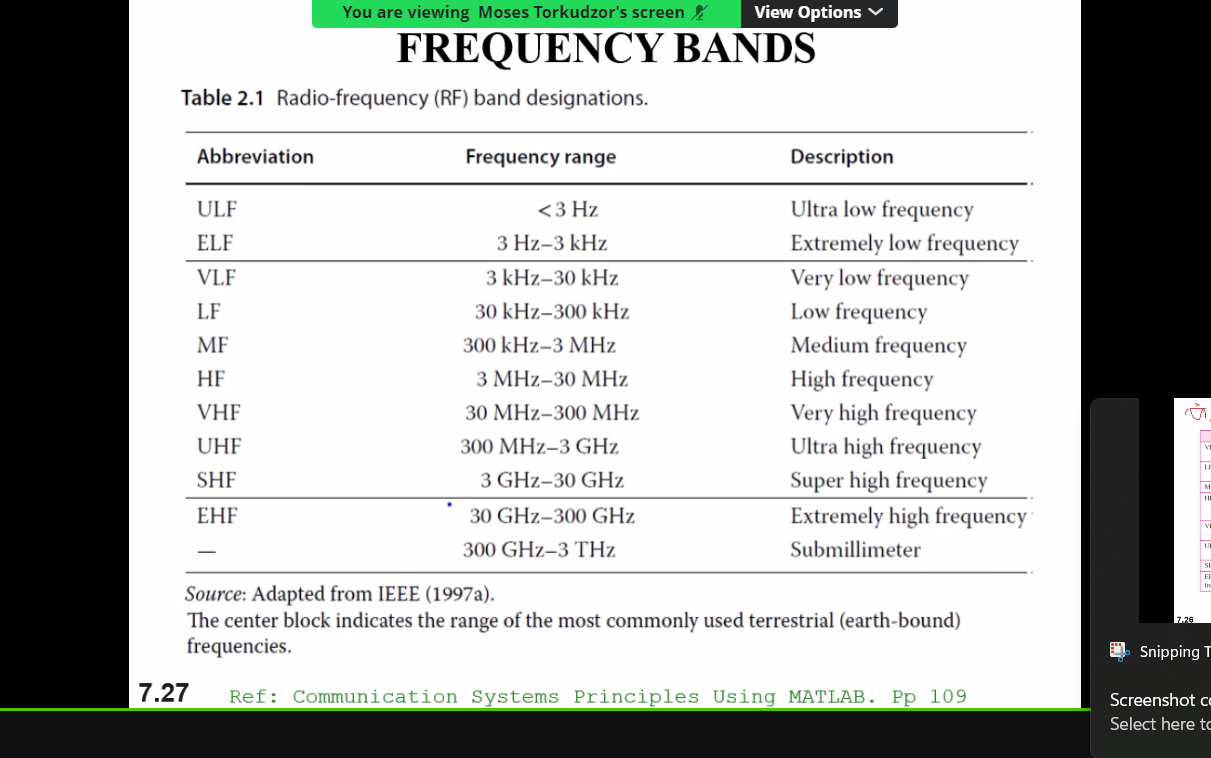 You are viewing Moses Torkudzor's screen View Options
FREQUENCY BANDS
Table 2.1 Radio-frequency (RF) band designations.
Abbreviation Frequency range Description
ULF <3 Hz Ultra low frequency
ELF 3 Hz–3 kHz Extremely low frequency
VLF 3 kHz–30 kHz Very low frequency
LF 30 kHz–300 kHz Low frequency
MF 300 kHz–3 MHz Medium frequency
HF 3 MHz–30 MHz High frequency
VHF 30 MHz–300 MHz Very high frequency
UHF 300 MHz–3 GHz Ultra high frequency
SHF 3 GHz–30 GHz Super high frequency
EHF 30 GHz–300 GHz Extremely high frequency
— 300 GHz–3 THz Submillimeter
Source: Adapted from IEEE (1997a).
The center block indicates the range of the most commonly used terrestrial (earth-bound)
frequencies.
7.27 Ref: Communication Systems Principles Using MATLAB. Pp 109
7.26
Snipping T
Screenshot c
Select here t